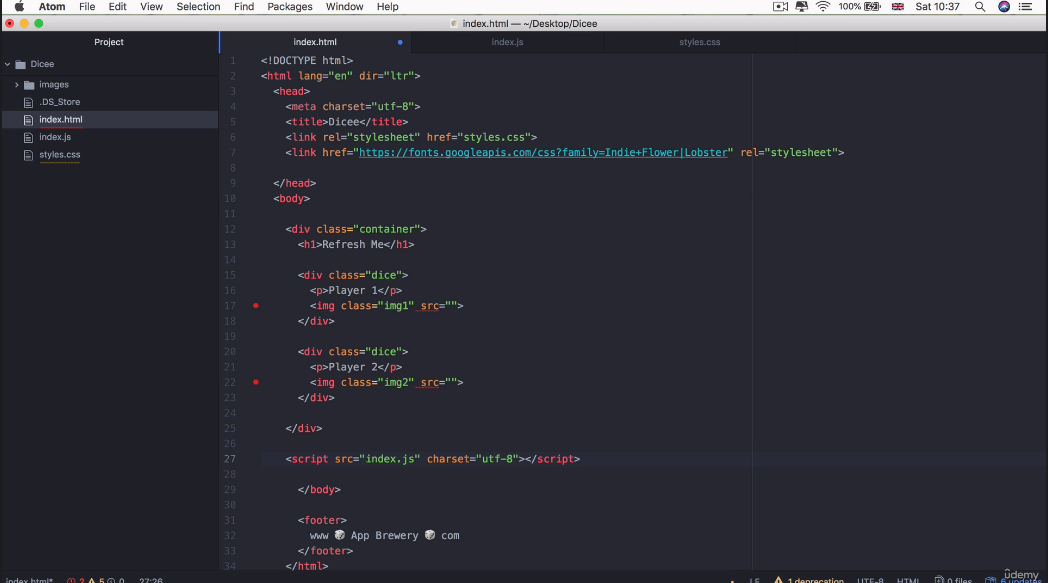 Atom File Edit View Selection Find Packages Window Help 100% Sat 10:37
index.html — ~/Desktop/Dicee
Project index.html index.js styles.css
Dicee
images
.DS_Store
index.html
index.js
styles.css
1 <!DOCTYPE html>
2 <html lang="en" dir="ltr">
3 <head>
4 <meta charset="utf-8">
5 <title>Dicee</title>
6 <link rel="stylesheet" href="styles.css">
7 <link href="https://fonts.googleapis.com/css?family=Indie+Flower|Lobster" rel="stylesheet">
8
9 </head>
10 <body>
11
12 <div class="container">
13 <h1>Refresh Me</h1>
14
15 <div class="dice">
16 <p>Player 1</p>
17 <img class="img1" src="">
18 </div>
19
20 <div class="dice">
21 <p>Player 2</p>
22 <img class="img2" src="">
23 </div>
24
25 </div>
26
27 <script src="index.js" charset="utf-8"></script>
28
29 </body>
30
31 <footer>
32 www 🎲 App Brewery 🎲 com
33 </footer>
34 </html>
index.html* 2 5 0 27:26 LF 1 deprecation UTF-8 HTML 0 files 6 updates
ûdemy